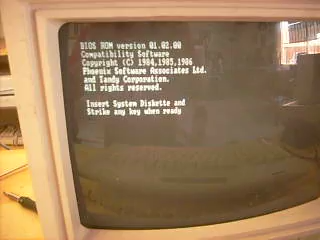 BIOS ROM version 01.02.00
Compatibility Software
Copyright (C) 1984,1985,1986
Phoenix Software Associates Ltd.
and Tandy Corporation.
All rights reserved.
Insert System Diskette and
Strike any key when ready